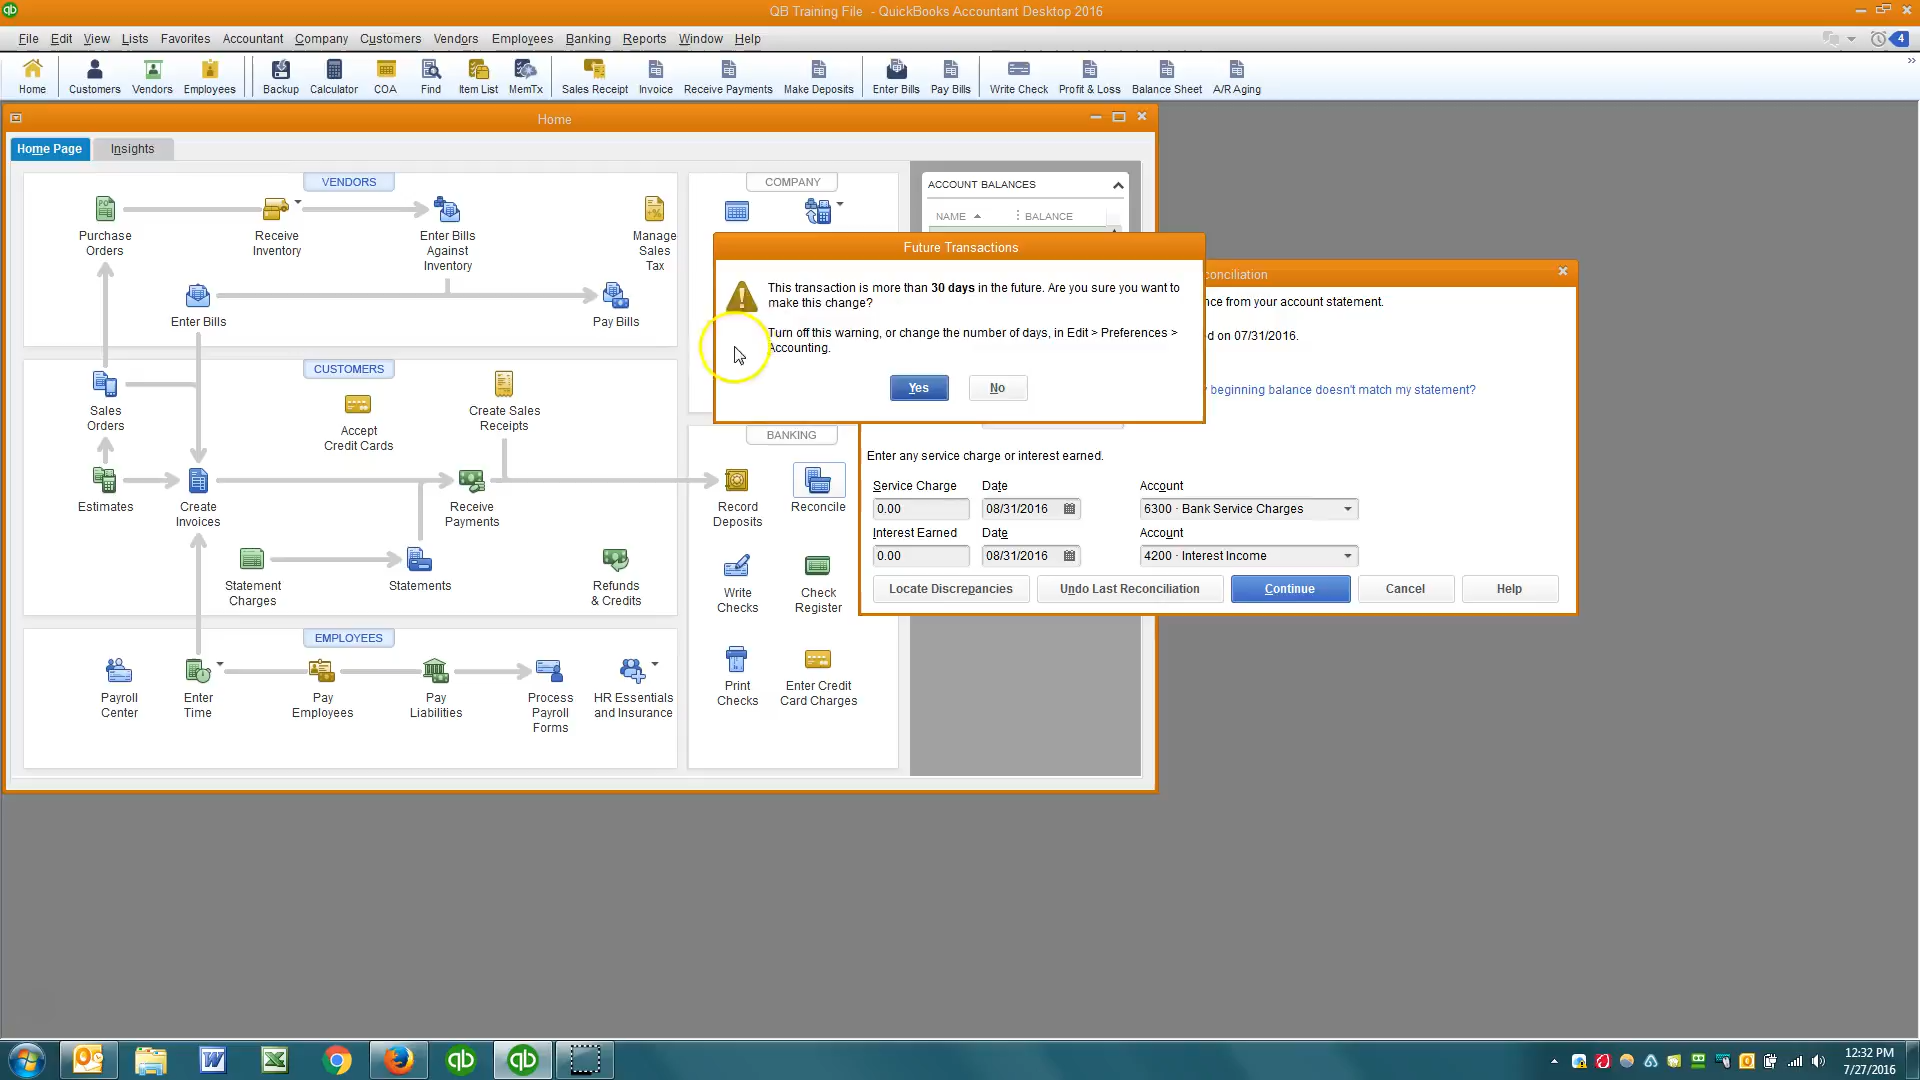 QB Training File - QuickBooks Accountant Desktop 2016
File Edit View Lists Favorites Accountant Company Customers Vendors Employees Banking Reports Window Help
4
Home Customers Vendors Employees Backup Calculator COA Find Item List MemTx Sales Receipt Invoice Receive Payments Make Deposits Enter Bills Pay Bills Write Check Profit & Loss Balance Sheet A/R Aging
Home
Home Page Insights
VENDORS
Purchase
Orders
Receive
Inventory
Enter Bills
Against
Inventory
Manage
Sales
Tax
Enter Bills
Pay Bills
CUSTOMERS
Sales
Orders
Accept
Credit Cards
Create Sales
Receipts
Estimates
Create
Invoices
Receive
Payments
Statement
Charges
Statements
Refunds
& Credits
EMPLOYEES
Payroll
Center
Enter
Time
Pay
Employees
Pay
Liabilities
Process
Payroll
Forms
HR Essentials
and Insurance
COMPANY
BANKING
Record
Deposits
Reconcile
Write
Checks
Check
Register
Print
Checks
Enter Credit
Card Charges
ACCOUNT BALANCES
NAME BALANCE
Future Transactions
This transaction is more than 30 days in the future. Are you sure you want to
make this change?
Turn off this warning, or change the number of days, in Edit > Preferences >
Accounting.
Yes No
conciliation
nce from your account statement.
d on 07/31/2016.
beginning balance doesn't match my statement?
Enter any service charge or interest earned.
Service Charge Date Account
0.00 08/31/2016 6300 · Bank Service Charges
Interest Earned Date Account
0.00 08/31/2016 4200 · Interest Income
Locate Discrepancies Undo Last Reconciliation Continue Cancel Help
12:32 PM
7/27/2016